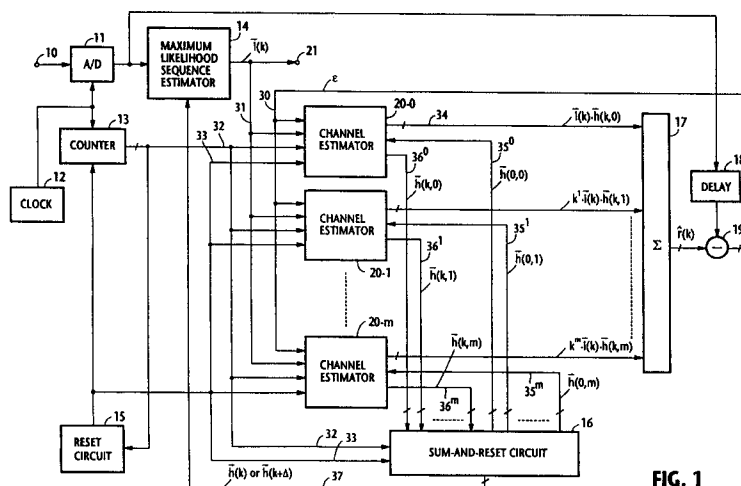 14
11
MAXIMUM
LIKELIHOOD
SEQUENCE
ESTIMATOR
10
A/D
ī(k)
21
ε
30
20-0
17
31
34
ī(k)·h̄(k,0)
CHANNEL
ESTIMATOR
13
32
33
COUNTER
35⁰
36⁰
h̄(k,0)
h̄(0,0)
18
DELAY
12
CLOCK
k¹·ī(k)·h̄(k,1)
CHANNEL
ESTIMATOR
35¹
36¹
Σ
r̂(k)
19
−
20-1
h̄(k,1)
h̄(0,1)
20-m
h̄(k,m)
kᵐ·ī(k)·h̄(k,m)
CHANNEL
ESTIMATOR
35ᵐ
36ᵐ
h̄(0,m)
15
RESET
CIRCUIT
16
32
33
SUM-AND-RESET CIRCUIT
h̄(k) or h̄(k+Δ)
37
FIG. 1